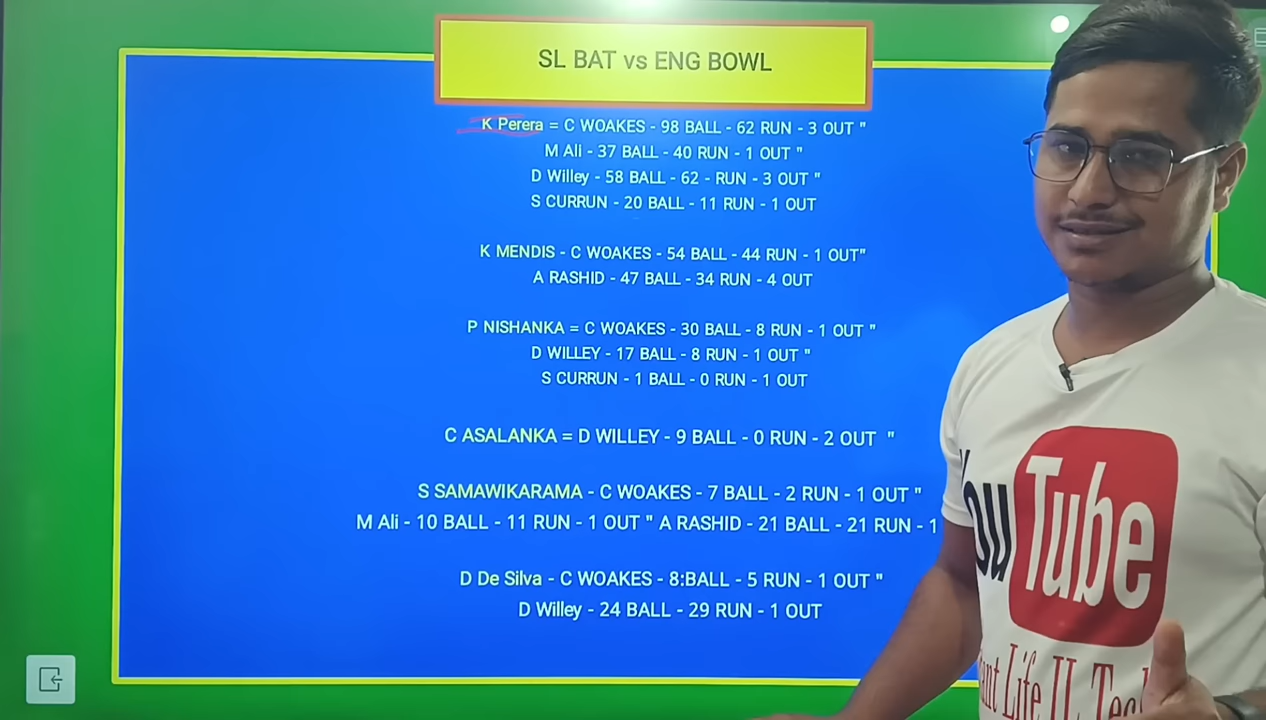 SL BAT vs ENG BOWL
K Perera = C WOAKES - 98 BALL - 62 RUN - 3 OUT "
M Ali - 37 BALL - 40 RUN - 1 OUT "
D Willey - 58 BALL - 62 - RUN - 3 OUT "
S CURRUN - 20 BALL - 11 RUN - 1 OUT
K MENDIS - C WOAKES - 54 BALL - 44 RUN - 1 OUT"
A RASHID - 47 BALL - 34 RUN - 4 OUT
P NISHANKA = C WOAKES - 30 BALL - 8 RUN - 1 OUT "
D WILLEY - 17 BALL - 8 RUN - 1 OUT "
S CURRUN - 1 BALL - 0 RUN - 1 OUT
C ASALANKA = D WILLEY - 9 BALL - 0 RUN - 2 OUT "
S SAMAWIKARAMA - C WOAKES - 7 BALL - 2 RUN - 1 OUT "
M Ali - 10 BALL - 11 RUN - 1 OUT " A RASHID - 21 BALL - 21 RUN - 1
D De Silva - C WOAKES - 8:BALL - 5 RUN - 1 OUT "
D Willey - 24 BALL - 29 RUN - 1 OUT
You Tube
Life